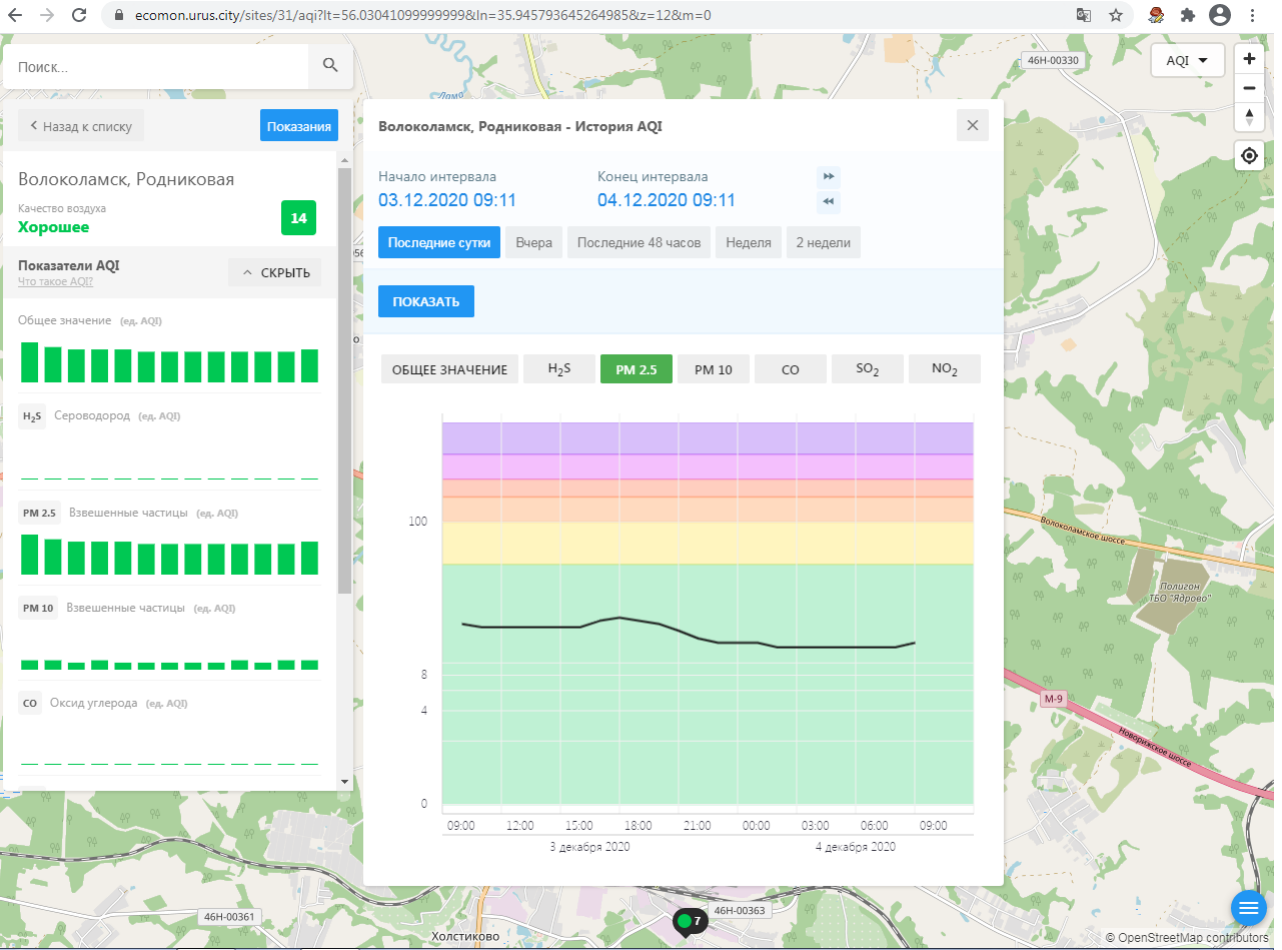 ecomon.urus.city/sites/31/aqi?lt=56.03041099999999&ln=35.945793645264985&z=12&m=0
Поиск...
46Н-00330
AQI
Назад к списку
Показания
Волоколамск, Родниковая
Качество воздуха
Хорошее
14
Показатели AQI
Что такое AQI?
СКРЫТЬ
Общее значение (ед. AQI)
H2S Сероводород (ед. AQI)
PM 2.5 Взвешенные частицы (ед. AQI)
PM 10 Взвешенные частицы (ед. AQI)
CO Оксид углерода (ед. AQI)
Волоколамск, Родниковая - История AQI
Начало интервала
03.12.2020 09:11
Конец интервала
04.12.2020 09:11
Последние сутки
Вчера
Последние 48 часов
Неделя
2 недели
ПОКАЗАТЬ
ОБЩЕЕ ЗНАЧЕНИЕ
H2S
PM 2.5
PM 10
CO
SO2
NO2
100
8
4
0
09:00 12:00 15:00 18:00 21:00 00:00 03:00 06:00 09:00
3 декабря 2020 4 декабря 2020
Волоколамское шоссе
Полигон
ТБО "Ядрово"
М-9
Новорижское шоссе
46Н-00361
7
46Н-00363
Холстиково
© OpenStreetMap contributors